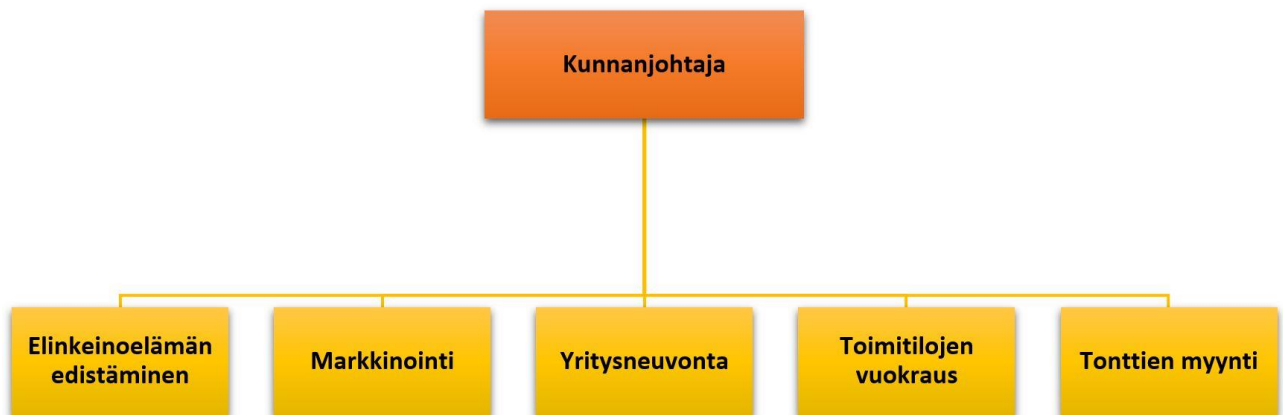 Kunnanjohtaja
Elinkeinoelämän
edistäminen
Markkinointi
Yritysneuvonta
Toimitilojen
vuokraus
Tonttien myynti